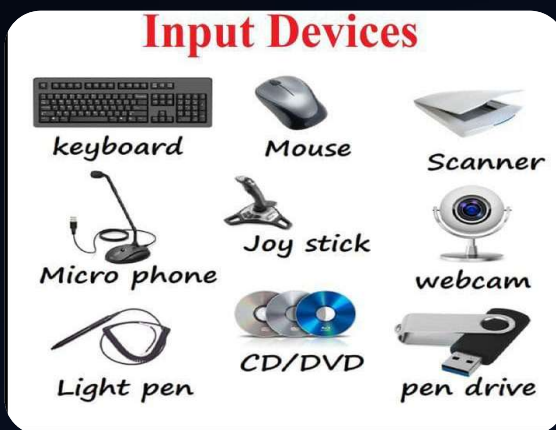 Input Devices
keyboard
Mouse
Scanner
Micro phone
Joy stick
webcam
Light pen
CD/DVD
pen drive